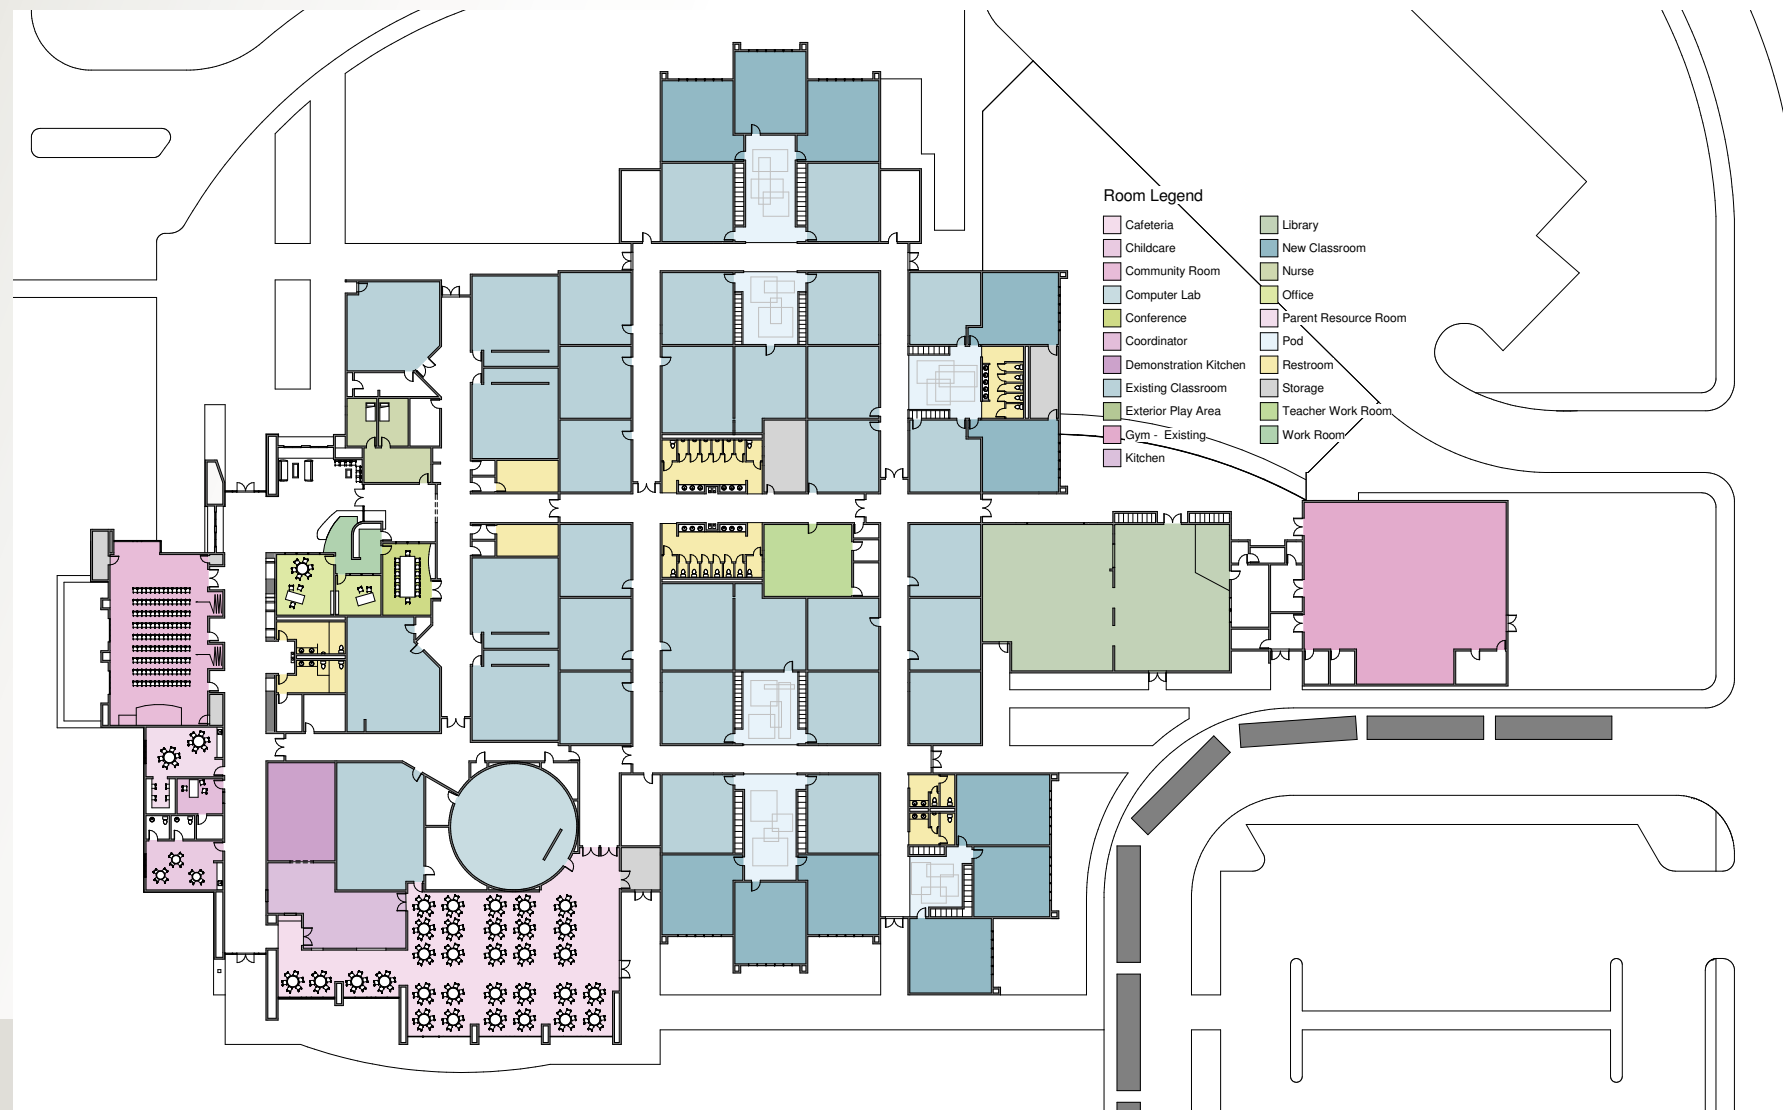 Room Legend
Cafeteria
Childcare
Community Room
Computer Lab
Conference
Coordinator
Demonstration Kitchen
Existing Classroom
Exterior Play Area
Gym - Existing
Kitchen
Library
New Classroom
Nurse
Office
Parent Resource Room
Pod
Restroom
Storage
Teacher Work Room
Work Room